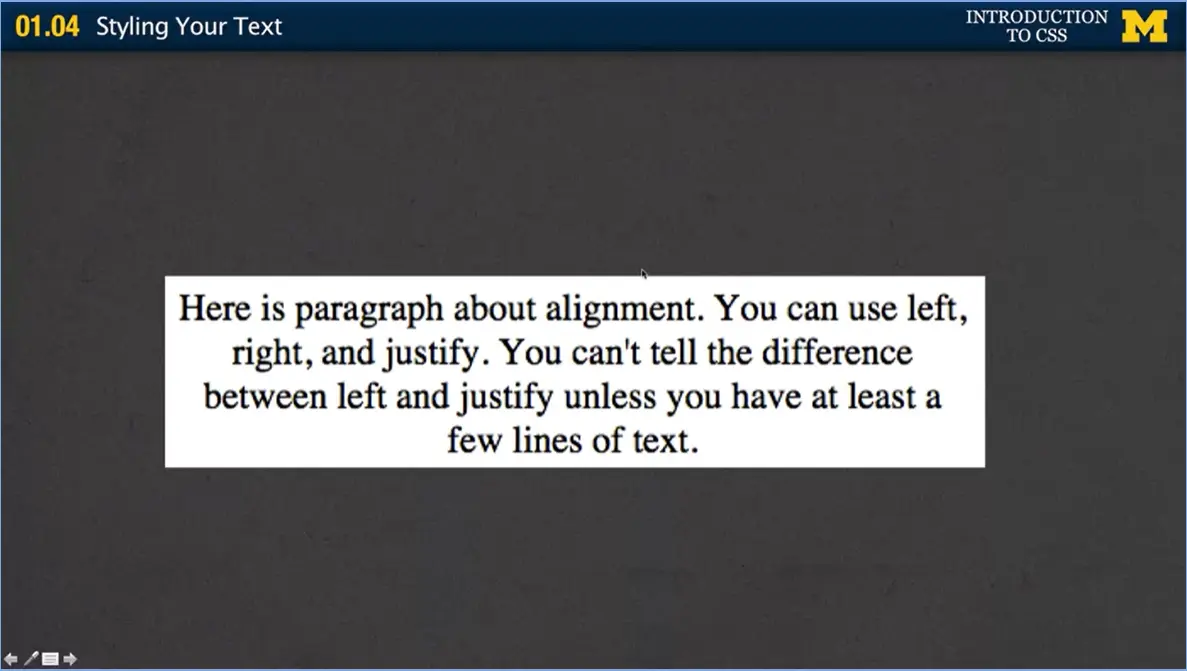 01.04 Styling Your Text
INTRODUCTION
TO CSS
M
Here is paragraph about alignment. You can use left,
right, and justify. You can't tell the difference
between left and justify unless you have at least a
few lines of text.